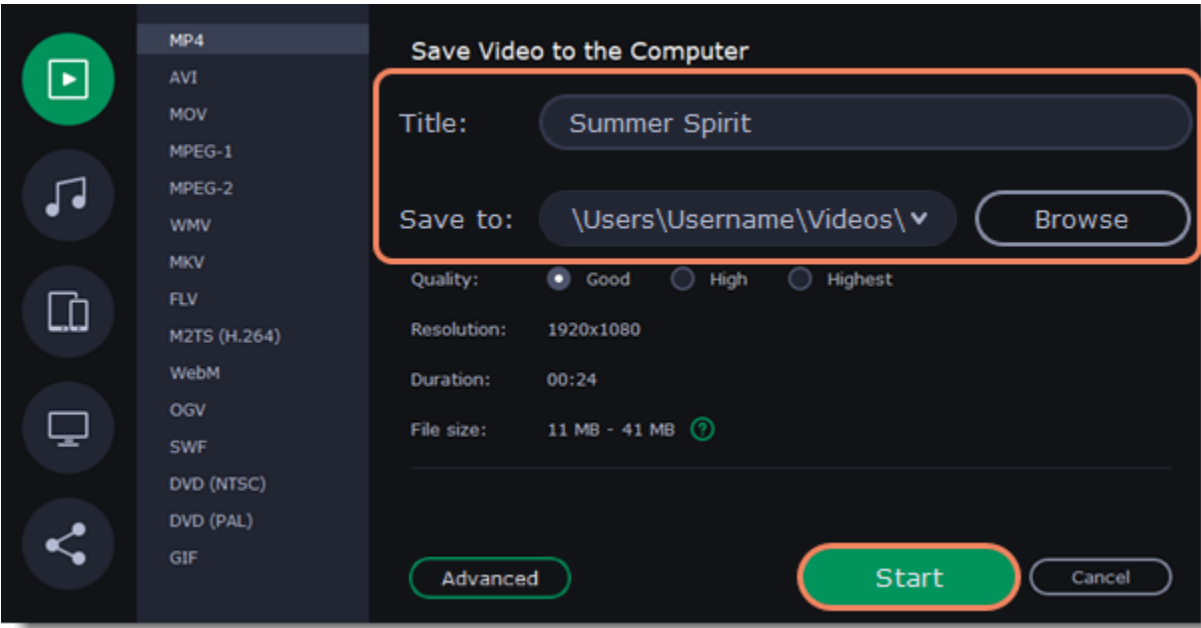 MP4
AVI
MOV
MPEG-1
MPEG-2
WMV
MKV
FLV
M2TS (H.264)
WebM
OGV
SWF
DVD (NTSC)
DVD (PAL)
GIF
Save Video to the Computer
Title: Summer Spirit
Save to: \Users\Username\Videos\ Browse
Quality: Good High Highest
Resolution: 1920x1080
Duration: 00:24
File size: 11 MB - 41 MB ?
Advanced Start Cancel